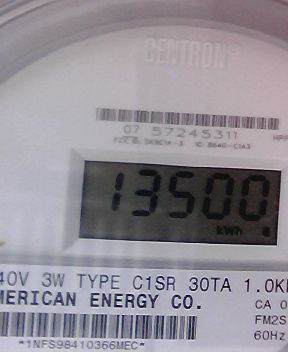 CENTRON®
07 57245311
13500
kWh
40V 3W TYPE C1SR 30TA 1.0K
MERICAN ENERGY CO.
CA 0
FM2S
60Hz
*1NFS98410366MEC*